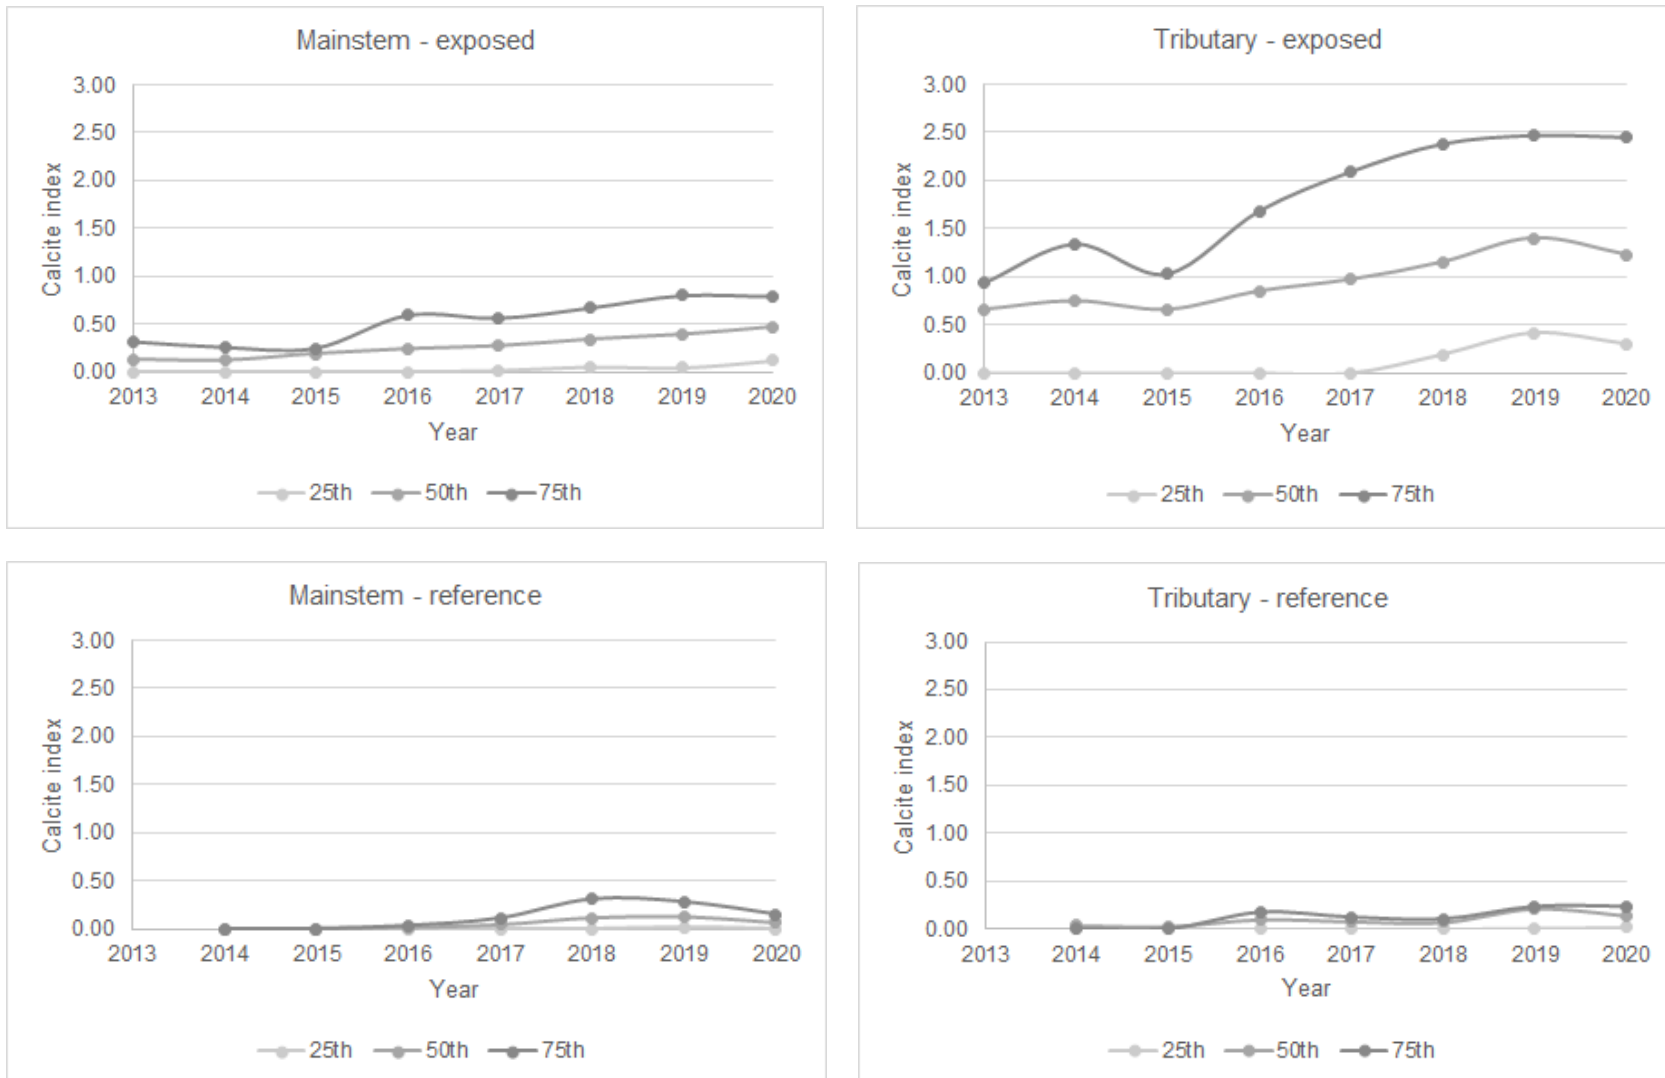 Mainstem - exposed
3.00
2.50
2.00
1.50
1.00
0.50
0.00
Calcite index
2013 2014 2015 2016 2017 2018 2019 2020
Year
25th 50th 75th
Tributary - exposed
3.00
2.50
2.00
1.50
1.00
0.50
0.00
Calcite index
2013 2014 2015 2016 2017 2018 2019 2020
Year
25th 50th 75th
Mainstem - reference
3.00
2.50
2.00
1.50
1.00
0.50
0.00
Calcite index
2013 2014 2015 2016 2017 2018 2019 2020
Year
25th 50th 75th
Tributary - reference
3.00
2.50
2.00
1.50
1.00
0.50
0.00
Calcite index
2013 2014 2015 2016 2017 2018 2019 2020
Year
25th 50th 75th